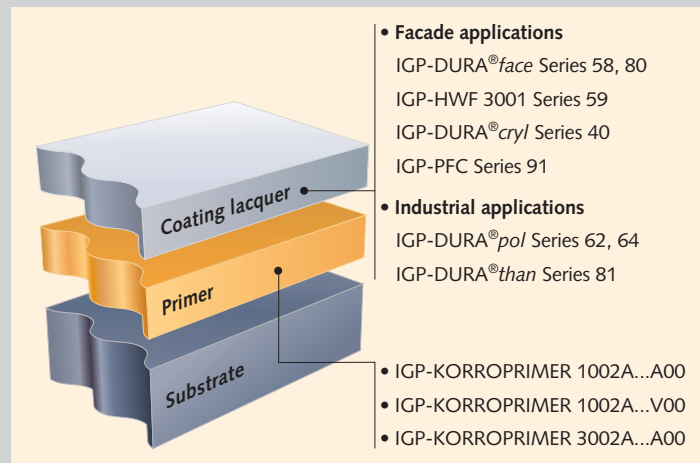 • Facade applications
IGP-DURA®face Series 58, 80
IGP-HWF 3001 Series 59
IGP-DURA®cryl Series 40
IGP-PFC Series 91
• Industrial applications
IGP-DURA®pol Series 62, 64
IGP-DURA®than Series 81
Coating lacquer
Primer
Substrate
• IGP-KORROPRIMER 1002A...A00
• IGP-KORROPRIMER 1002A...V00
• IGP-KORROPRIMER 3002A...A00